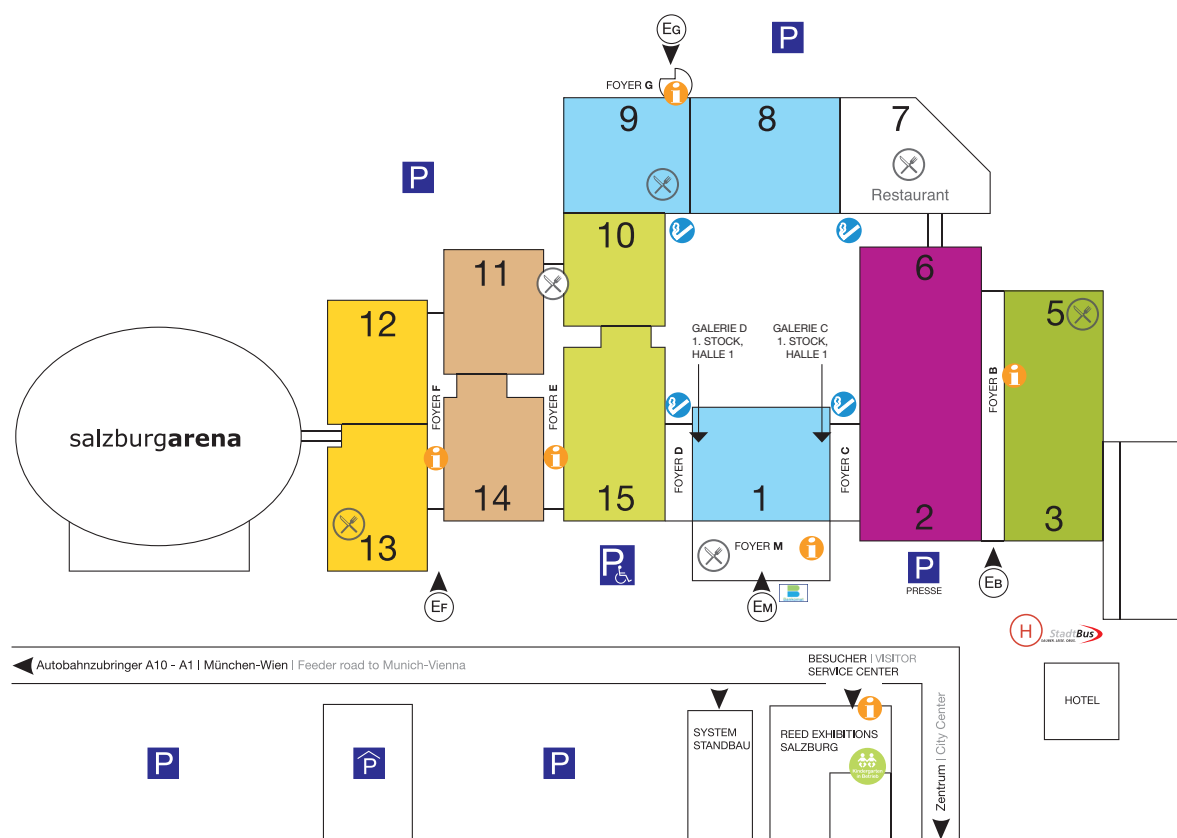 EG
P
FOYER G
i
9
8
7
Restaurant
P
10
6
11
5
12
GALERIE D
1. STOCK,
HALLE 1
GALERIE C
1. STOCK,
HALLE 1
FOYER F
FOYER E
FOYER B
i
salzburgarena
i
i
FOYER D
FOYER C
14
15
1
2
3
13
FOYER M
i
P
P
PRESSE
EF
EM
EB
H
StadtBus
Autobahnzubringer A10 - A1 | München-Wien | Feeder road to Munich-Vienna
BESUCHER | VISITOR
SERVICE CENTER
HOTEL
i
SYSTEM
STANDBAU
REED EXHIBITIONS
SALZBURG
Kindergarten
in Betrieb
Zentrum | City Center
P
P
P